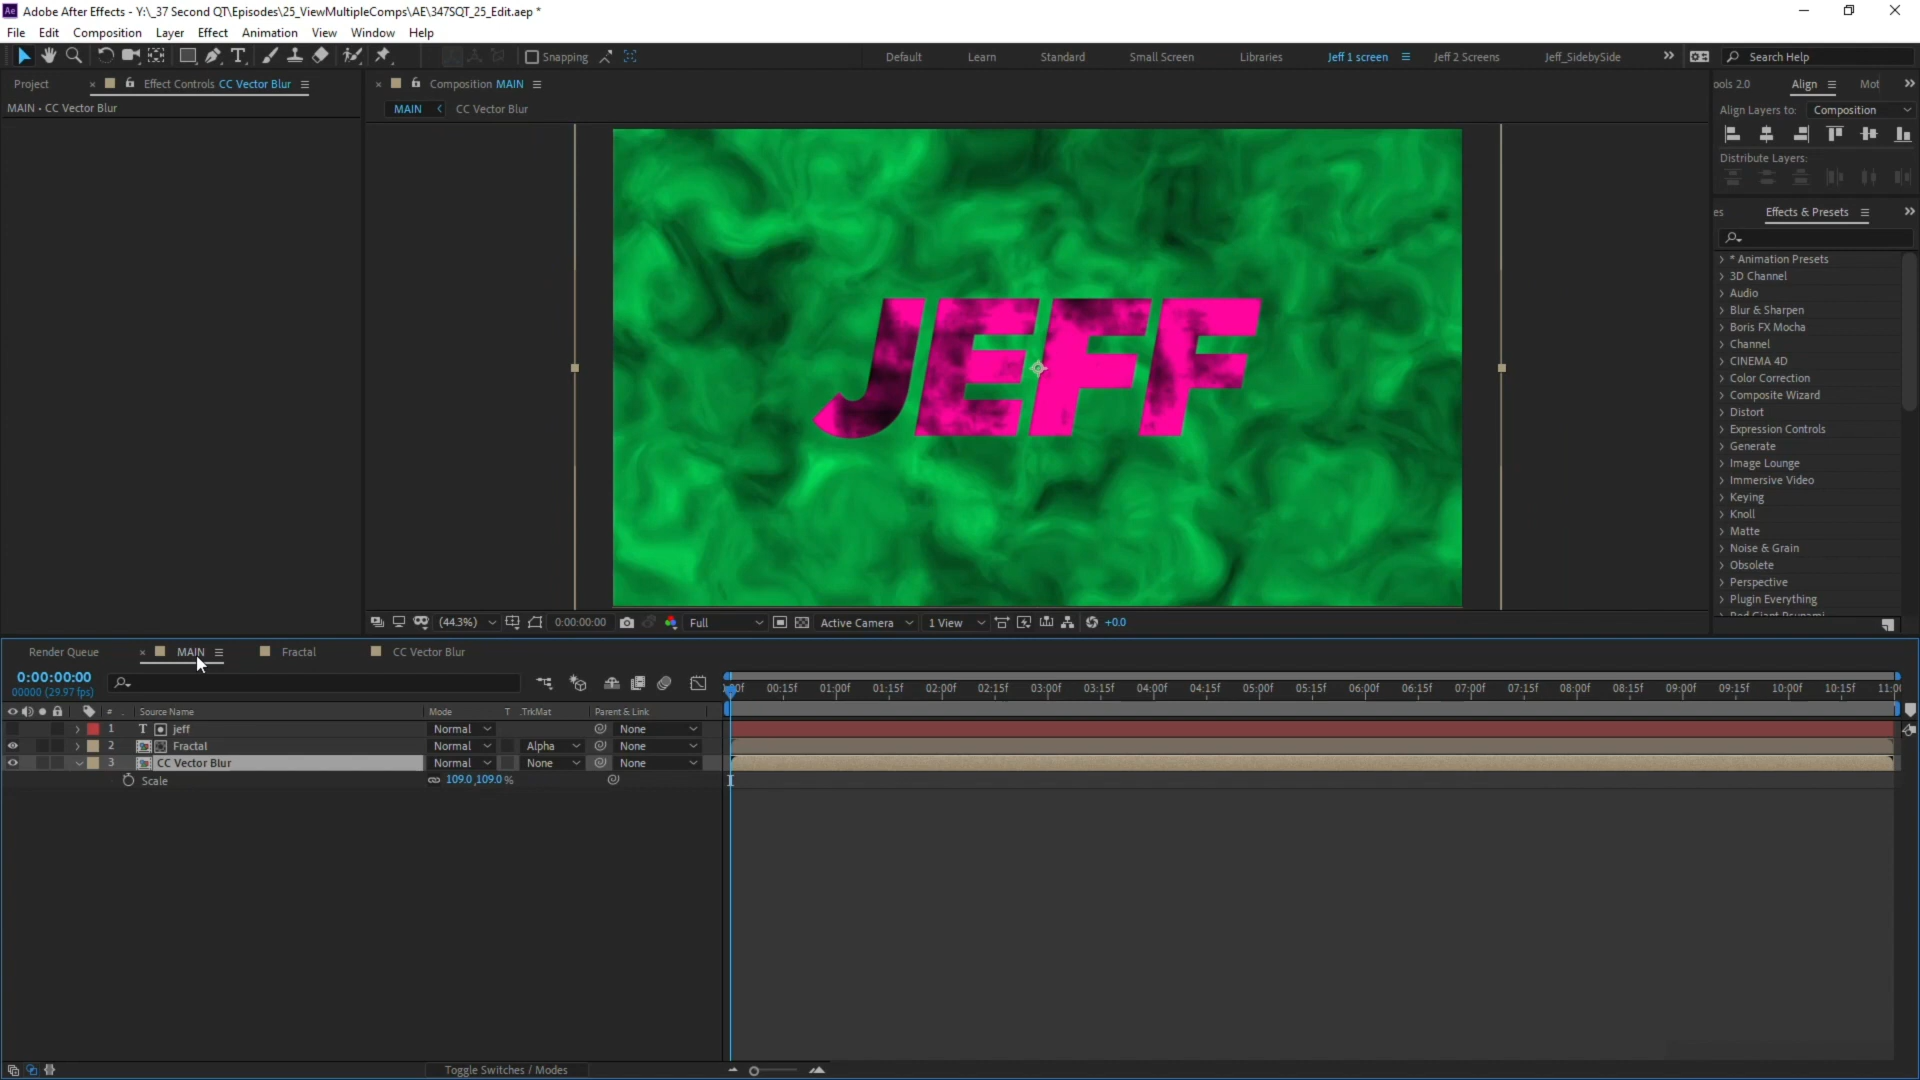 Adobe After Effects - Y:\_37 Second QT\Episodes\25_ViewMultipleComps\AE\347SQT_25_Edit.aep *
File Edit Composition Layer Effect Animation View Window Help
Snapping Default Learn Standard Small Screen Libraries Jeff 1 screen Jeff 2 Screens Jeff_SidebySide Search Help
Project Effect Controls CC Vector Blur
MAIN • CC Vector Blur
Composition MAIN
MAIN CC Vector Blur
JEFF
(44.3%) 0:00:00:00 Full Active Camera 1 View +0.0
ools 2.0 Align Mot
Align Layers to: Composition
Distribute Layers:
es Effects & Presets
* Animation Presets
3D Channel
Audio
Blur & Sharpen
Boris FX Mocha
Channel
CINEMA 4D
Color Correction
Composite Wizard
Distort
Expression Controls
Generate
Image Lounge
Immersive Video
Keying
Knoll
Matte
Noise & Grain
Obsolete
Perspective
Plugin Everything
Render Queue MAIN Fractal CC Vector Blur
0:00:00:00
00000 (29.97 fps)
00f 00:15f 01:00f 01:15f 02:00f 02:15f 03:00f 03:15f 04:00f 04:15f 05:00f 05:15f 06:00f 06:15f 07:00f 07:15f 08:00f 08:15f 09:00f 09:15f 10:00f 10:15f 11:0
# Source Name Mode T .TrkMat Parent & Link
1 T jeff Normal None
2 Fractal Normal Alpha None
3 CC Vector Blur Normal None None
Scale 109.0,109.0 %
Toggle Switches / Modes